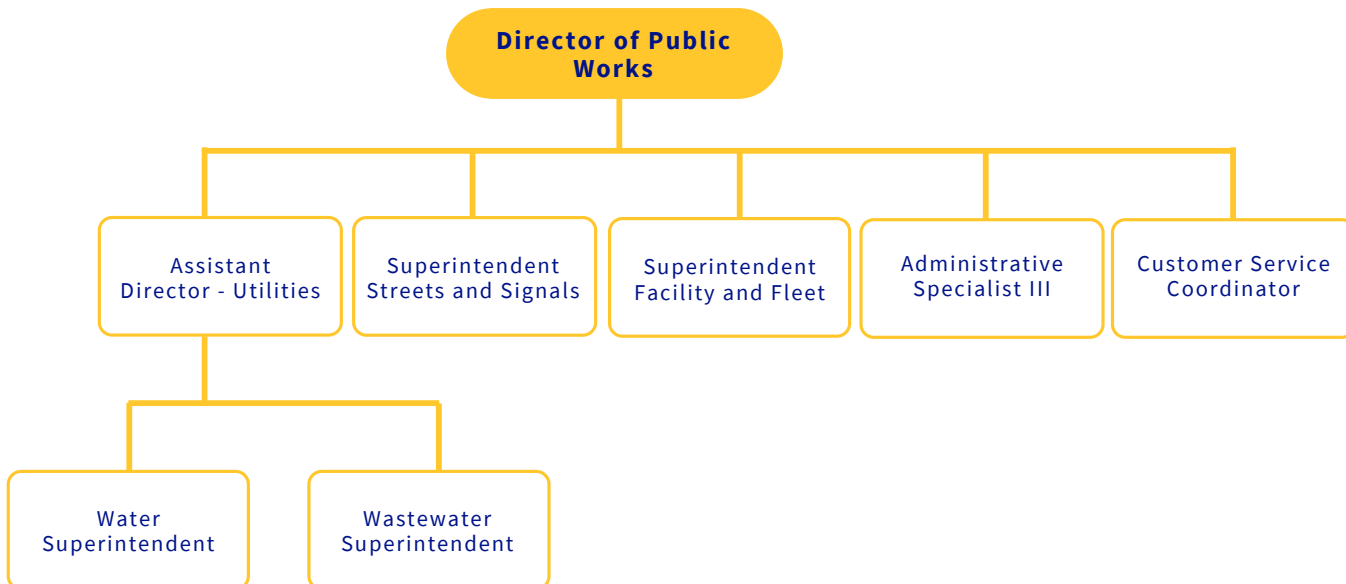 Director of Public
Works
Assistant
Director - Utilities
Superintendent
Streets and Signals
Superintendent
Facility and Fleet
Administrative
Specialist III
Customer Service
Coordinator
Water
Superintendent
Wastewater
Superintendent